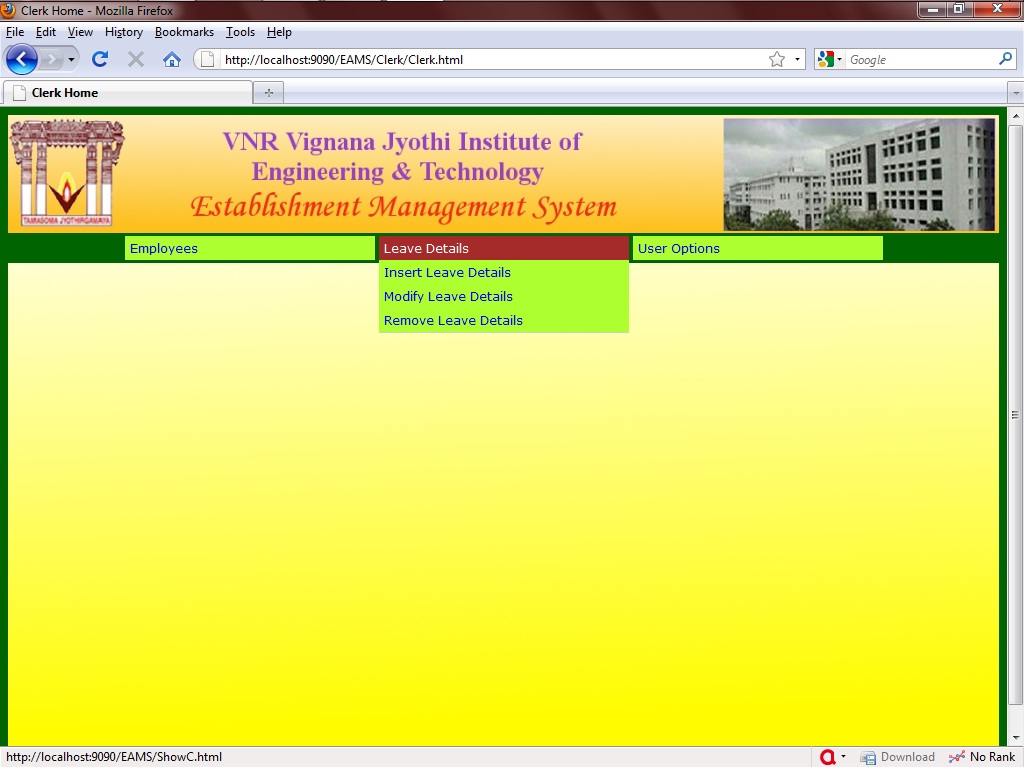 Clerk Home - Mozilla Firefox
File Edit View History Bookmarks Tools Help
http://localhost:9090/EAMS/Clerk/Clerk.html
Google
Clerk Home
VNR Vignana Jyothi Institute of
Engineering & Technology
Establishment Management System
TAMASOMA JYOTHIRGAMAYA
Employees Leave Details User Options
Insert Leave Details
Modify Leave Details
Remove Leave Details
http://localhost:9090/EAMS/ShowC.html Download No Rank